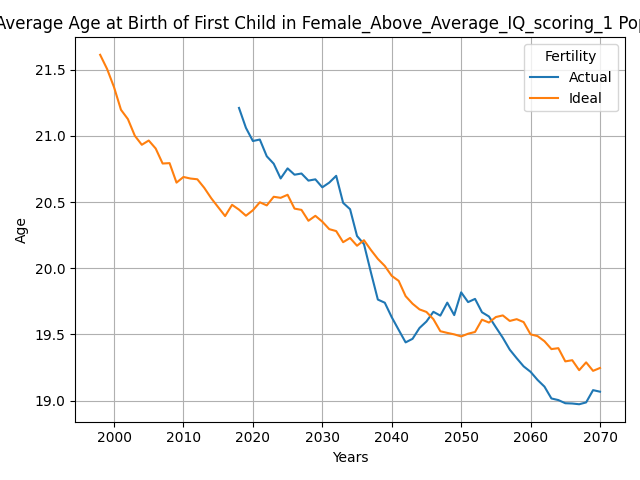 Average Age at Birth of First Child in Female_Above_Average_IQ_scoring_1
Fertility
Actual
Ideal
21.5
21.0
20.5
20.0
19.5
19.0
Age
2000 2010 2020 2030 2040 2050 2060 2070
Years